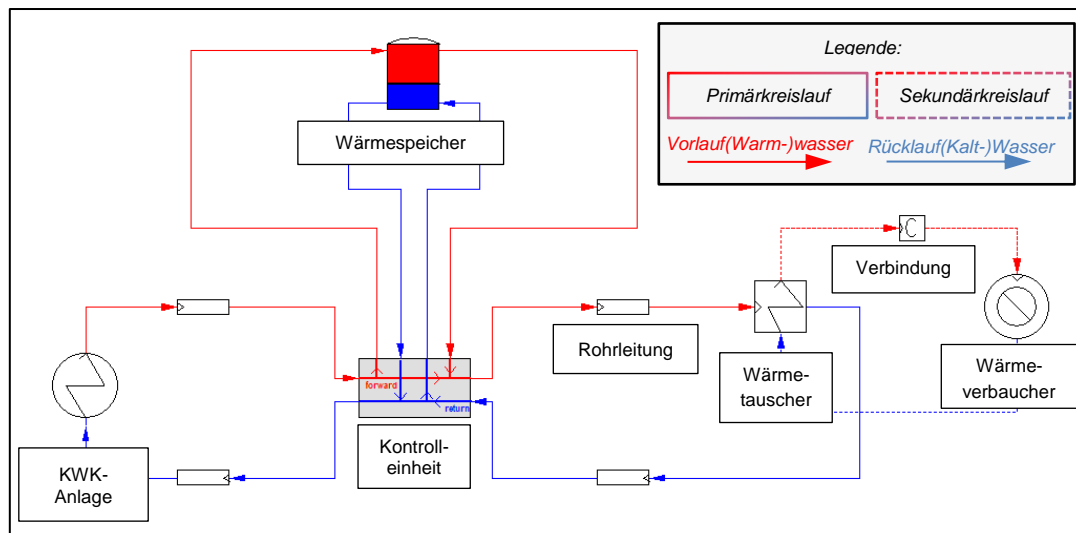 Legende:
Primärkreislauf
Sekundärkreislauf
Vorlauf(Warm-)wasser
Rücklauf(Kalt-)Wasser
Wärmespeicher
Verbindung
Rohrleitung
forward
return
Wärme-
tauscher
Wärme-
verbaucher
Kontroll-
einheit
KWK-
Anlage